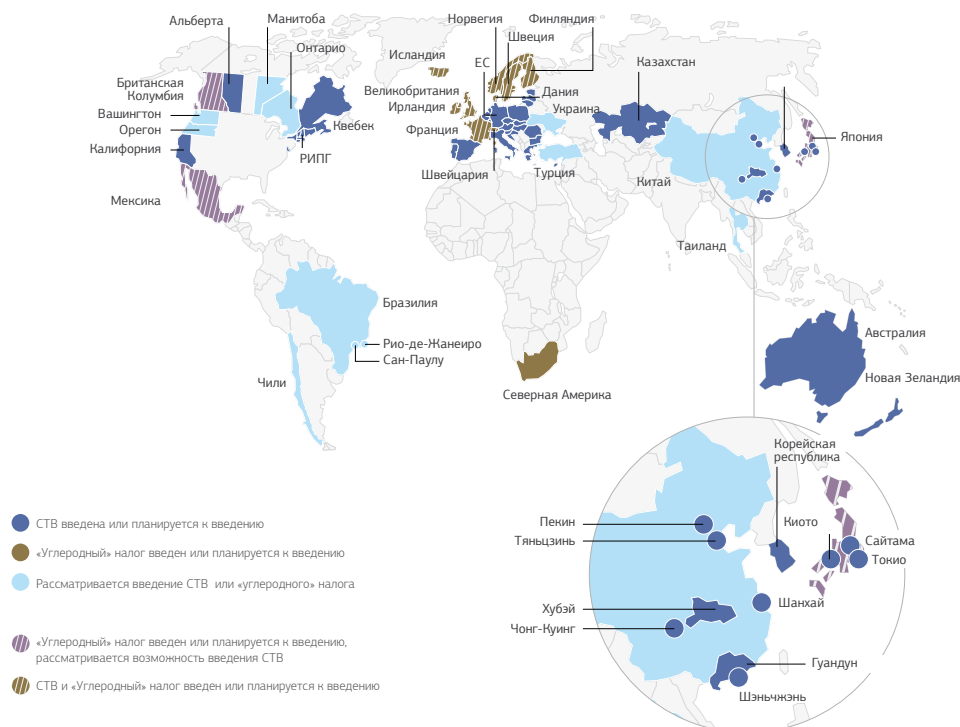 Альберта
Манитоба
Онтарио
Норвегия
Финляндия
Швеция
Исландия
ЕС
Казахстан
Британская
Колумбия
Великобритания
Ирландия
Дания
Украина
Вашингтон
Орегон
Квебек
Франция
Япония
Калифорния
РИПГ
Швейцария
Турция
Китай
Мексика
Таиланд
Бразилия
Рио-де-Жанейро
Сан-Паулу
Чили
Северная Америка
Австралия
Новая Зеландия
Корейская
республика
СТВ введена или планируется к введению
«Углеродный» налог введен или планируется к введению
Рассматривается введение СТВ или «углеродного» налога
«Углеродный» налог введен или планируется к введению,
рассматривается возможность введения СТВ
СТВ и «Углеродный» налог введен или планируется к введению
Пекин
Киото
Тяньцзинь
Сайтама
Токио
Хубэй
Шанхай
Чонг-Куинг
Гуандун
Шэньчжэнь